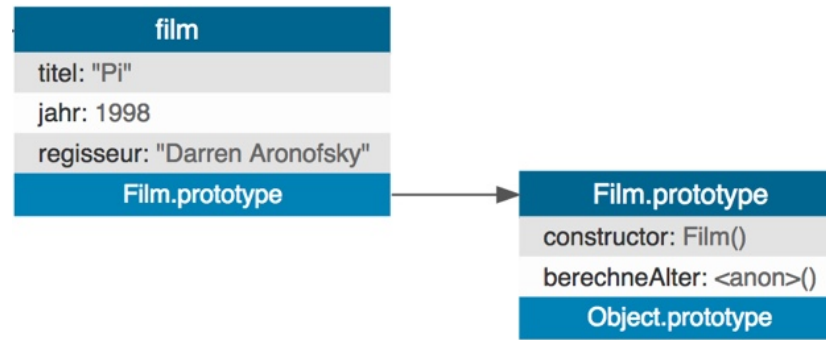 film
titel: "Pi"
jahr: 1998
regisseur: "Darren Aronofsky"
Film.prototype
Film.prototype
constructor: Film()
berechneAlter: <anon>()
Object.prototype